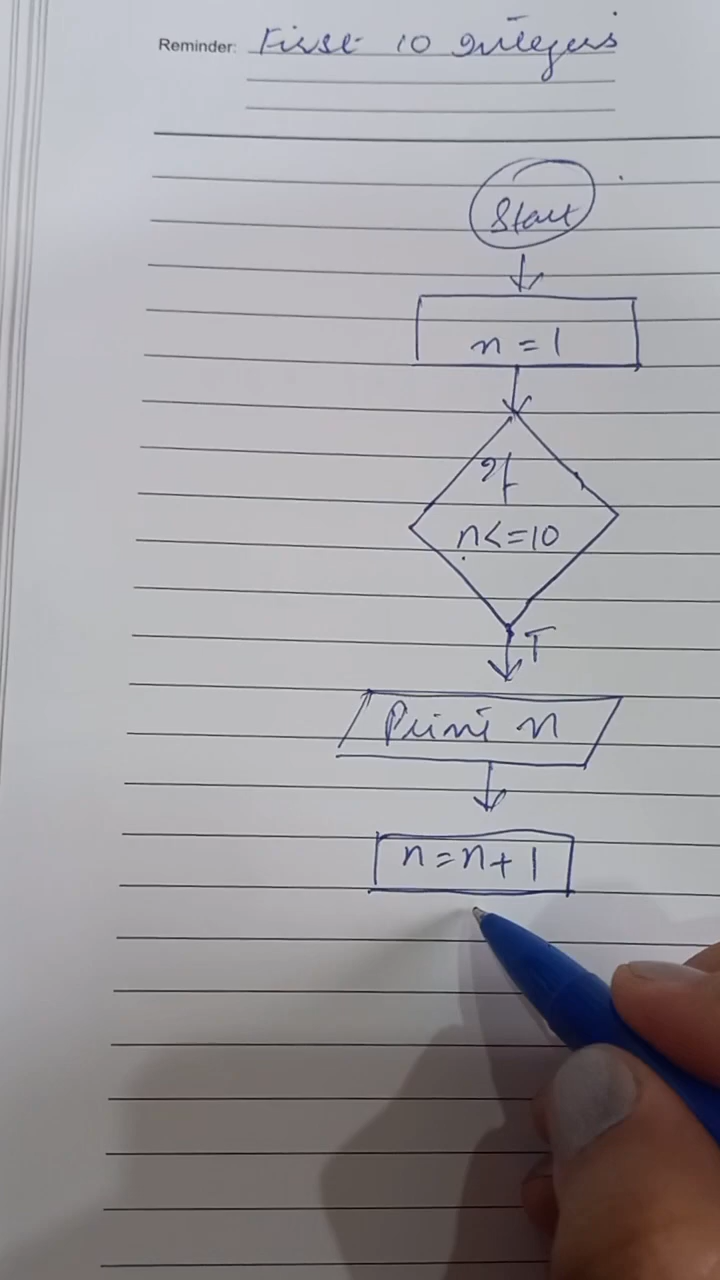 Reminder: First 10 Integers
Start
n = 1
If
n<=10
T
Print n
n=n+1